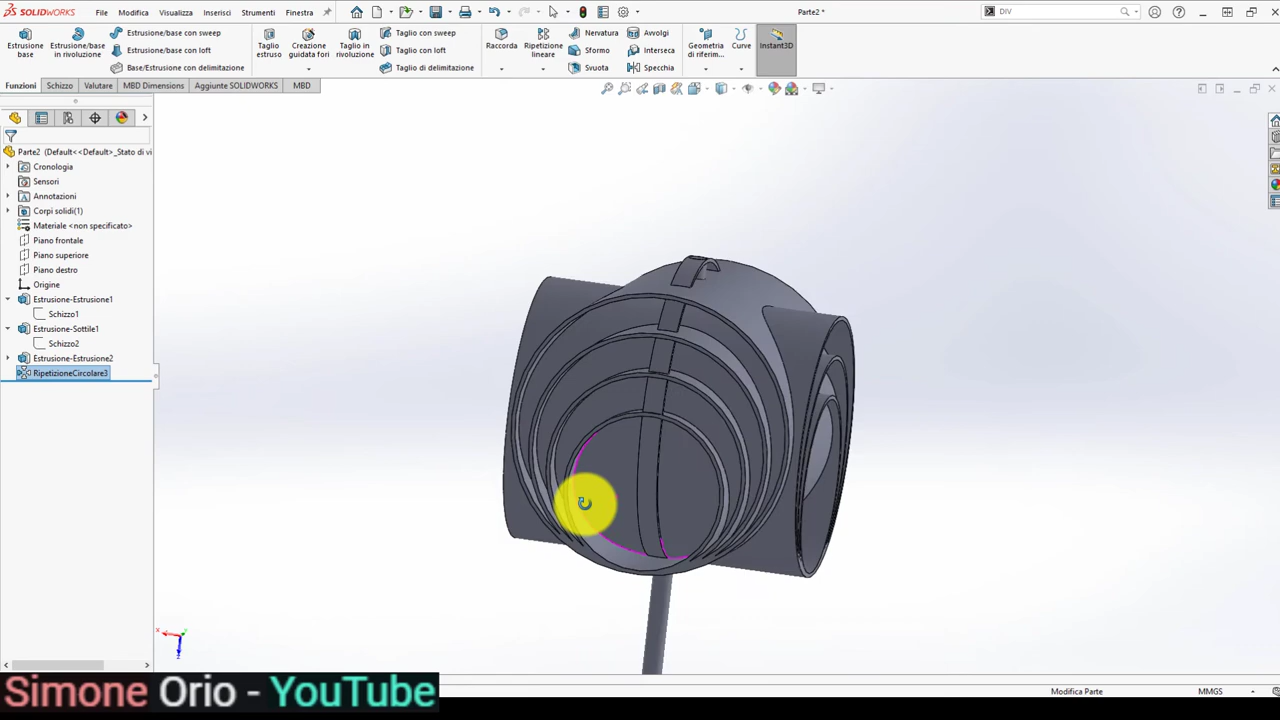 SOLIDWORKS File Modifica Visualizza Inserisci Strumenti Finestra Parte2 * DIV
Estrusione base
Estrusione/base in rivoluzione
Estrusione/base con sweep
Estrusione/base con loft
Base/Estrusione con delimitazione
Taglio estruso
Creazione guidata fori
Taglio in rivoluzione
Taglio con sweep
Taglio con loft
Taglio di delimitazione
Raccorda
Ripetizione lineare
Nervatura
Sformo
Svuota
Avvolgi
Interseca
Specchia
Geometria di riferim...
Curve
Instant3D
Funzioni Schizzo Valutare MBD Dimensions Aggiunte SOLIDWORKS MBD
Parte2 (Default<<Default>_Stato di vi
Cronologia
Sensori
Annotazioni
Corpi solidi(1)
Materiale <non specificato>
Piano frontale
Piano superiore
Piano destro
Origine
Estrusione-Estrusione1
Schizzo1
Estrusione-Sottile1
Schizzo2
Estrusione-Estrusione2
RipetizioneCircolare3
Simone Orio - YouTube
Modifica Parte MMGS